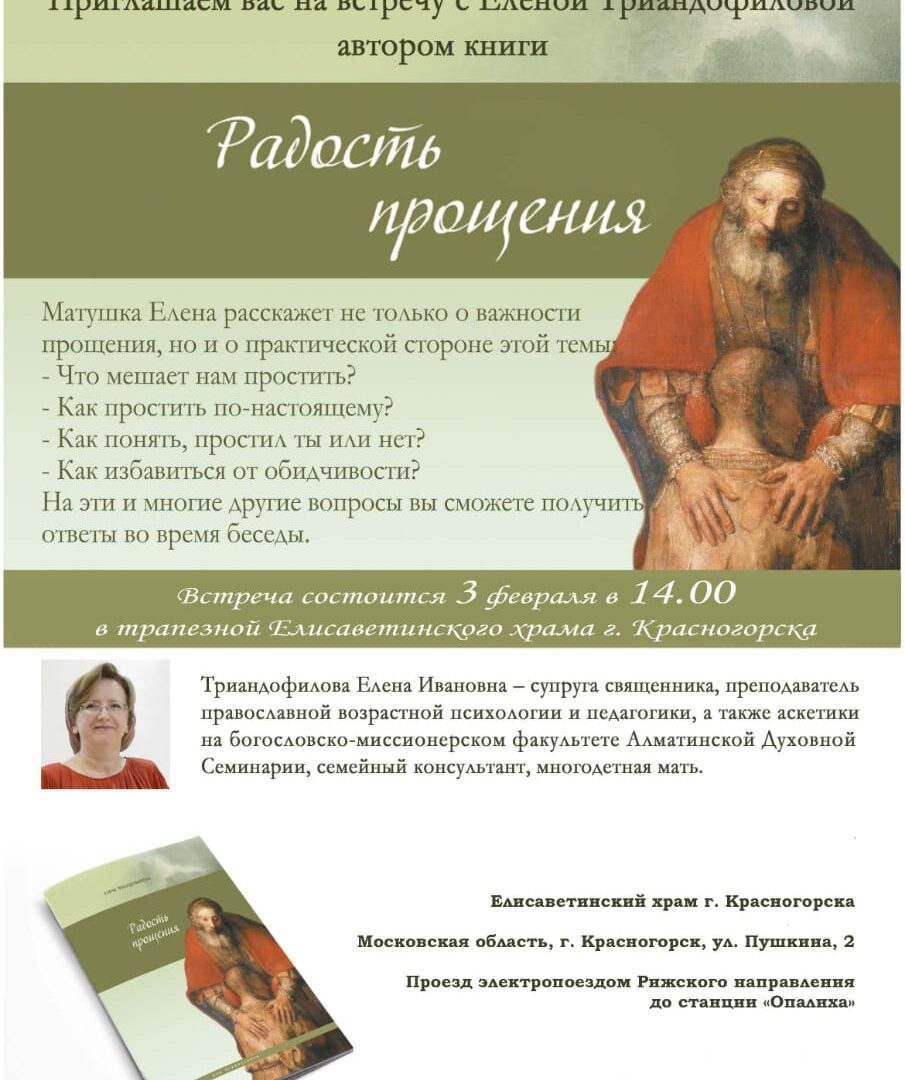 Приглашаем вас на встречу с Еленой Триандофиловой
автором книги
Радость
прощения
Матушка Елена расскажет не только о важности
прощения, но и о практической стороне этой темы:
- Что мешает нам простить?
- Как простить по-настоящему?
- Как понять, простил ты или нет?
- Как избавиться от обидчивости?
На эти и многие другие вопросы вы сможете получить
ответы во время беседы.
Встреча состоится 3 февраля в 14.00
в трапезной Елисаветинского храма г. Красногорска
Триандофилова Елена Ивановна – супруга священника, преподаватель
православной возрастной психологии и педагогики, а также аскетики
на богословско-миссионерском факультете Алматинской Духовной
Семинарии, семейный консультант, многодетная мать.
Радость
прощения
Елисаветинский храм г. Красногорска
Московская область, г. Красногорск, ул. Пушкина, 2
Проезд электропоездом Рижского направления
до станции «Опалиха»